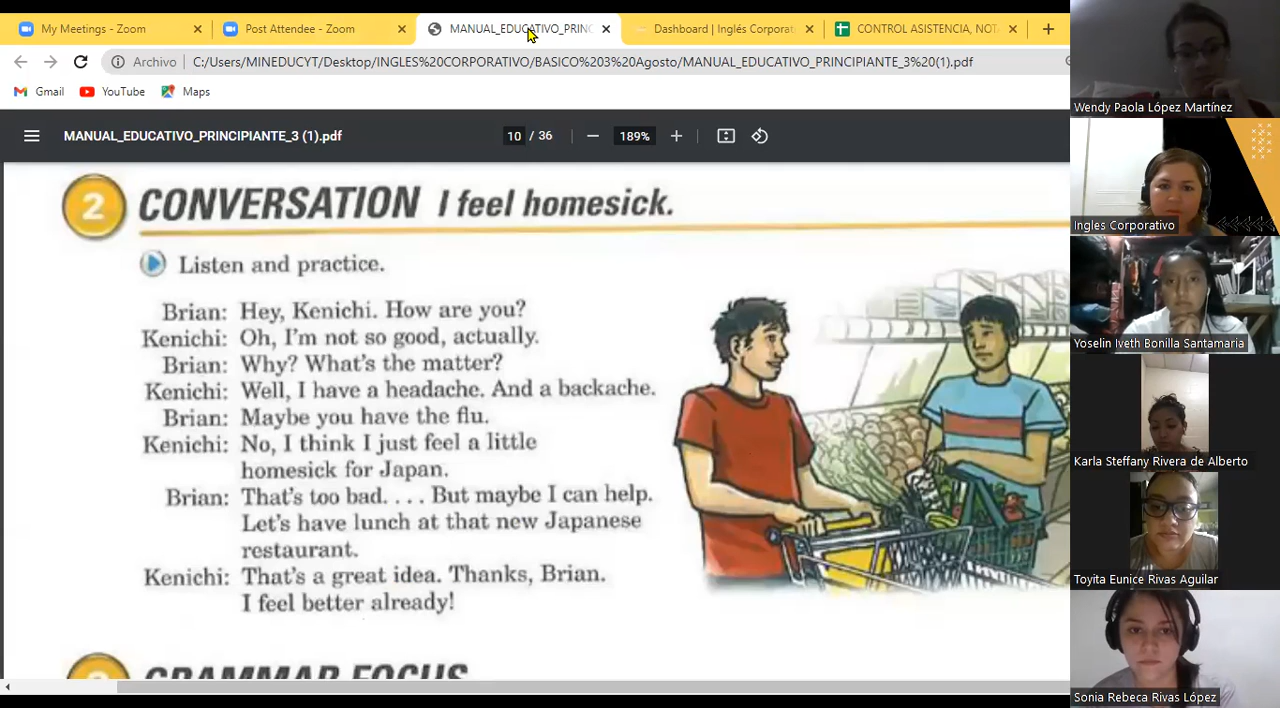 My Meetings - Zoom
Post Attendee - Zoom
MANUAL_EDUCATIVO_PRINC
Dashboard | Inglés Corporati
CONTROL ASISTENCIA, NOTA
Archivo
C:/Users/MINEDUCYT/Desktop/INGLES%20CORPORATIVO/BASICO%203%20Agosto/MANUAL_EDUCATIVO_PRINCIPIANTE_3%20(1).pdf
Gmail
YouTube
Maps
MANUAL_EDUCATIVO_PRINCIPIANTE_3 (1).pdf
10 / 36
189%
2 CONVERSATION I feel homesick.
Listen and practice.
Brian: Hey, Kenichi. How are you?
Kenichi: Oh, I'm not so good, actually.
Brian: Why? What's the matter?
Kenichi: Well, I have a headache. And a backache.
Brian: Maybe you have the flu.
Kenichi: No, I think I just feel a little
homesick for Japan.
Brian: That's too bad. . . . But maybe I can help.
Let's have lunch at that new Japanese
restaurant.
Kenichi: That's a great idea. Thanks, Brian.
I feel better already!
GRAMMAR FOCUS
Wendy Paola López Martínez
Ingles Corporativo
Yoselin Iveth Bonilla Santamaria
Karla Steffany Rivera de Alberto
Toyita Eunice Rivas Aguilar
Sonia Rebeca Rivas López